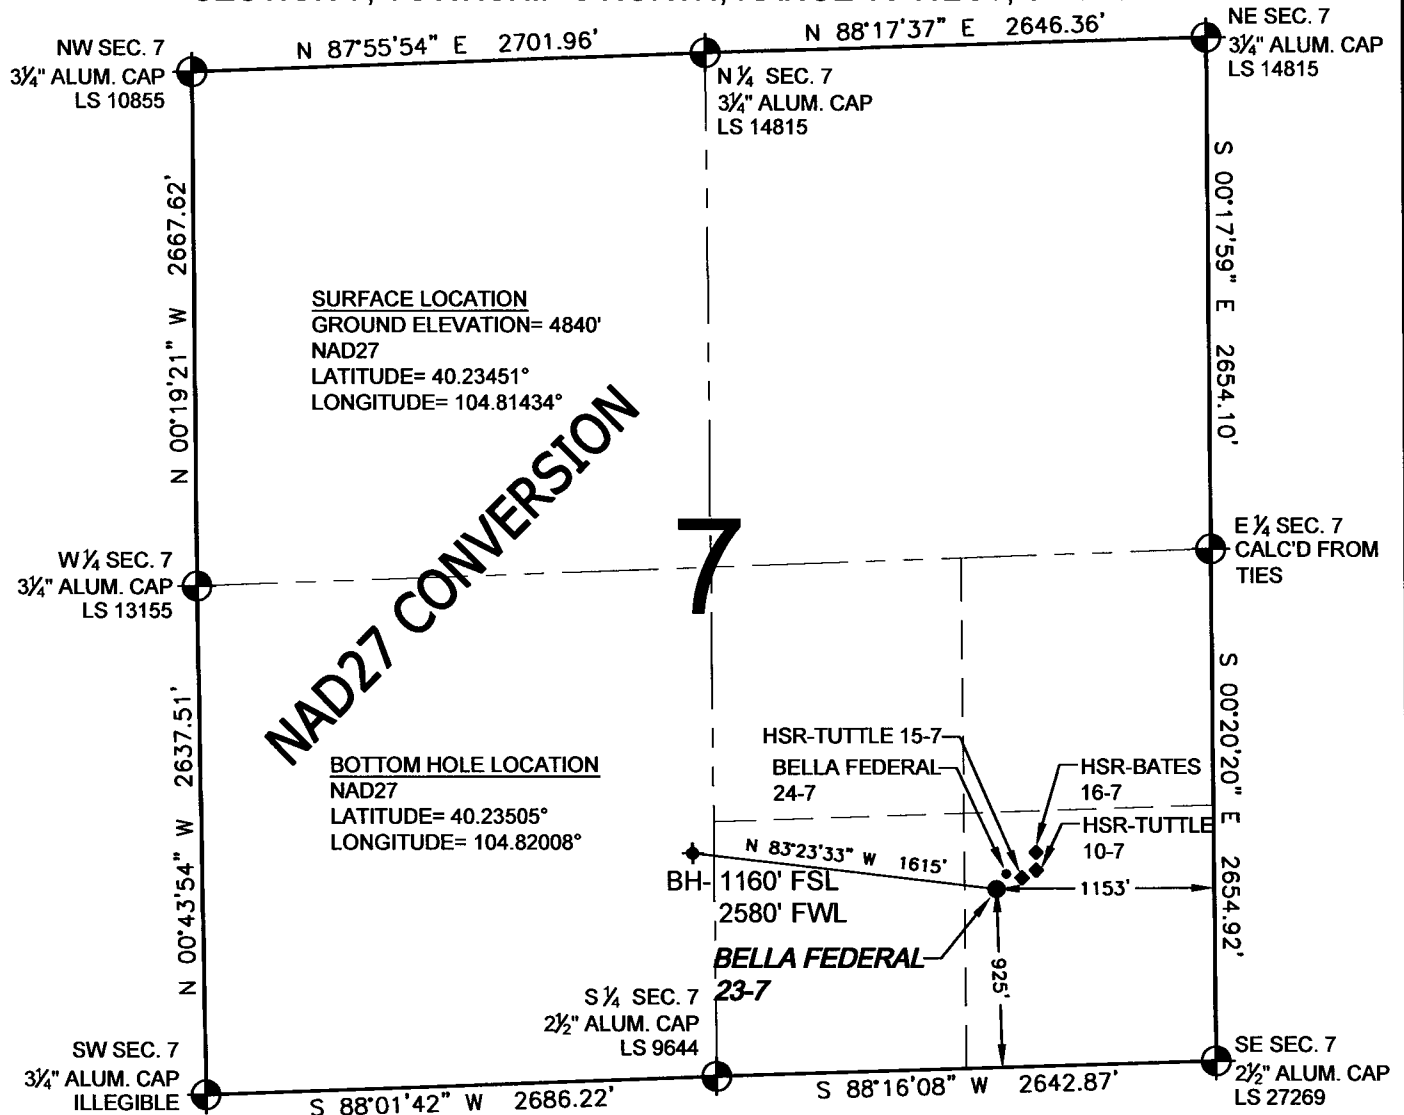 NW SEC. 7
3¼" ALUM. CAP
LS 10855
N 87°55'54" E 2701.96'
N 88°17'37" E 2646.36'
NE SEC. 7
3¼" ALUM. CAP
LS 14815
N ¼ SEC. 7
3¼" ALUM. CAP
LS 14815
N 00°19'21" W 2667.62'
S 00°17'59" E 2654.10'
SURFACE LOCATION
GROUND ELEVATION= 4840'
NAD27
LATITUDE= 40.23451°
LONGITUDE= 104.81434°
NAD27 CONVERSION
7
W ¼ SEC. 7
3¼" ALUM. CAP
LS 13155
E ¼ SEC. 7
CALC'D FROM
TIES
N 00°43'54" W 2637.51'
S 00°20'20" E 2654.92'
BOTTOM HOLE LOCATION
NAD27
LATITUDE= 40.23505°
LONGITUDE= 104.82008°
HSR-TUTTLE 15-7
BELLA FEDERAL
24-7
HSR-BATES
16-7
HSR-TUTTLE
10-7
N 83°23'33" W 1615'
BH- 1160' FSL
2580' FWL
1153'
BELLA FEDERAL
23-7
925'
S ¼ SEC. 7
2½" ALUM. CAP
LS 9644
SW SEC. 7
3¼" ALUM. CAP
ILLEGIBLE
S 88°01'42" W 2686.22'
S 88°16'08" W 2642.87'
SE SEC. 7
2½" ALUM. CAP
LS 27269